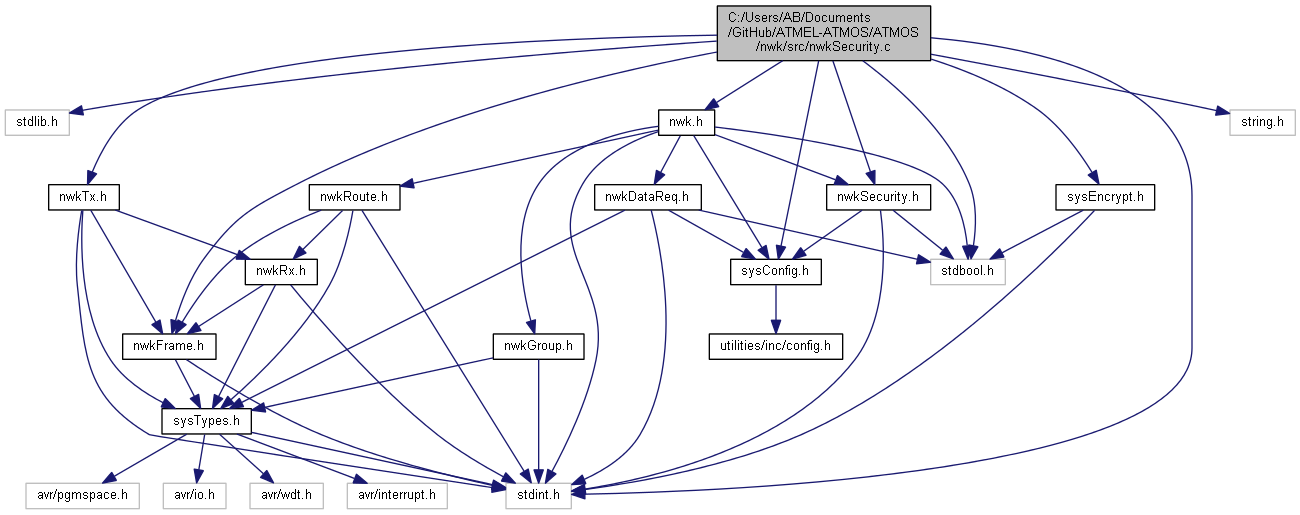 C:/Users/AB/Documents
/GitHub/ATMEL-ATMOS/ATMOS
/nwk/src/nwkSecurity.c
stdlib.h
nwk.h
string.h
nwkTx.h
nwkRoute.h
nwkDataReq.h
nwkSecurity.h
sysEncrypt.h
nwkRx.h
sysConfig.h
stdbool.h
nwkFrame.h
nwkGroup.h
utilities/inc/config.h
sysTypes.h
avr/pgmspace.h
avr/io.h
avr/wdt.h
avr/interrupt.h
stdint.h